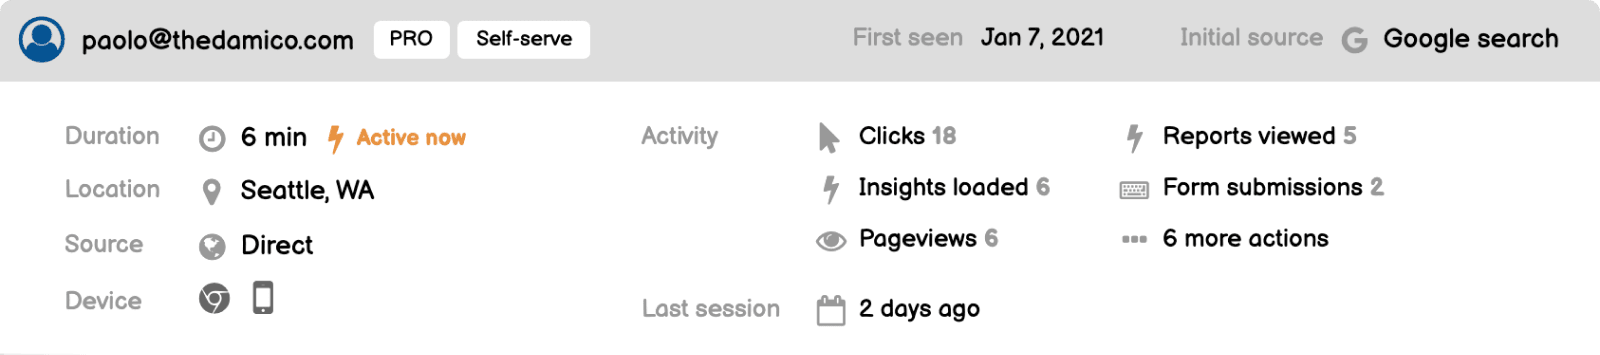 paolo@thedamico.com PRO Self-serve First seen Jan 7, 2021 Initial source Google search
Duration 6 min Active now Activity Clicks 18 Reports viewed 5
Location Seattle, WA Insights loaded 6 Form submissions 2
Source Direct Pageviews 6 6 more actions
Device
Last session 2 days ago